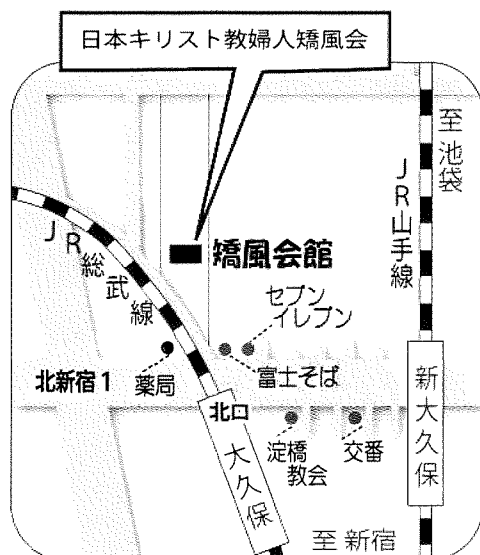 日本キリスト教婦人矯風会
至 池袋
JR山手線
JR総武線
矯風会館
セブン
イレブン
北新宿1
薬局
富士そば
北口
大久保
淀橋
教会
交番
新大久保
至 新宿